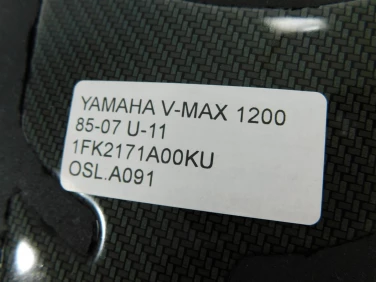 YAMAHA V-MAX 1200
85-07 U-11
1FK2171A00KU
OSL.A091